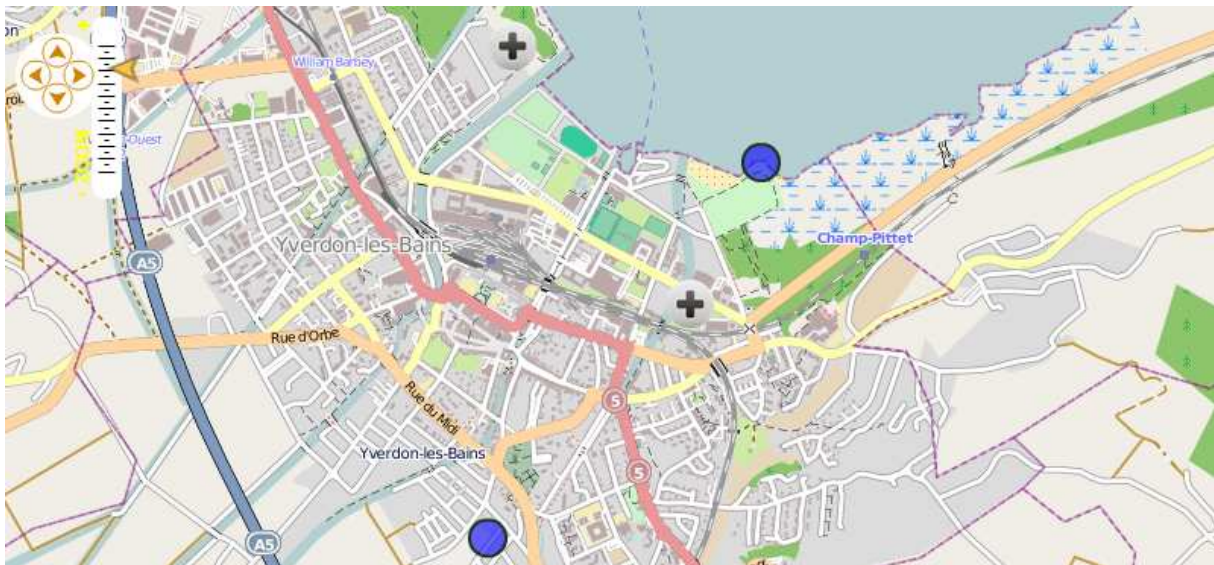 William Barbey
Ouest
Yverdon-les-Bains
Champ-Pittet
A5
Rue d'Orbe
Rue du Midi
5
Yverdon-les-Bains
5
A5